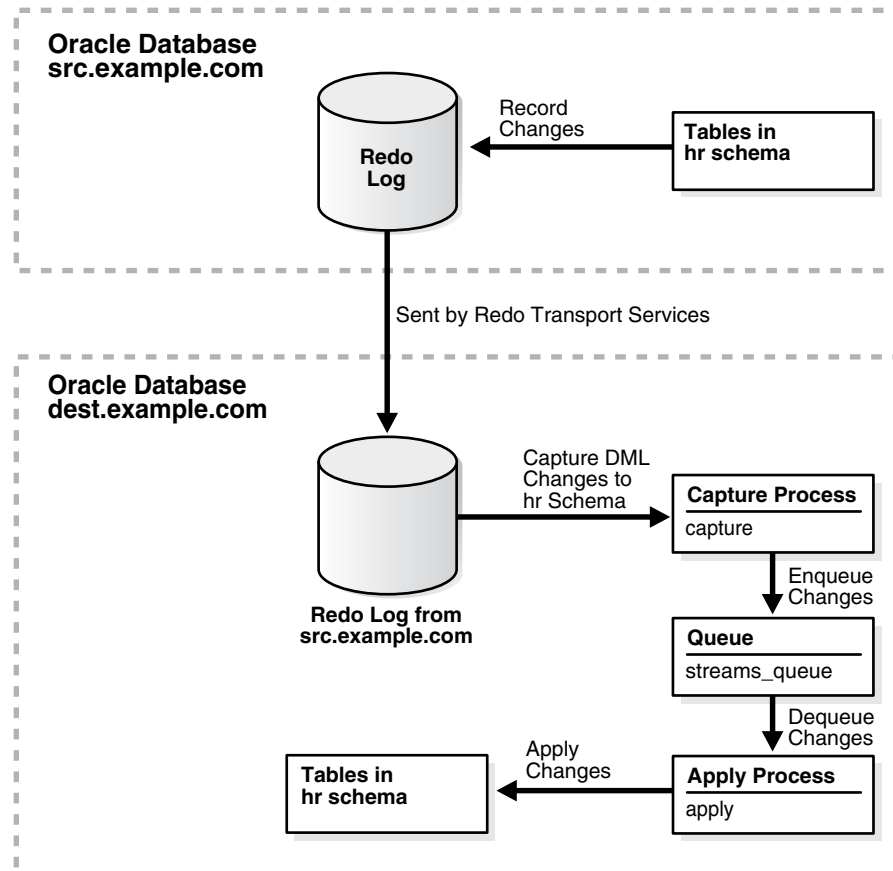 Oracle Database
src.example.com
Redo
Log
Record
Changes
Tables in
hr schema
Sent by Redo Transport Services
Oracle Database
dest.example.com
Redo Log from
src.example.com
Capture DML
Changes to
hr Schema
Capture Process
capture
Enqueue
Changes
Queue
streams_queue
Dequeue
Changes
Apply Process
apply
Apply
Changes
Tables in
hr schema